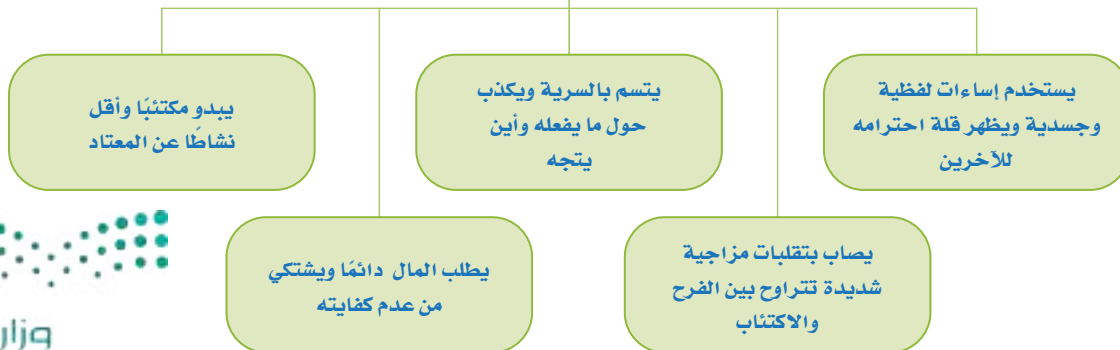 يستخدم إساءات لفظية
وجسدية ويظهر قلة احترامه
للآخرين
يتسم بالسرية ويكذب
حول ما يفعله وأين
يتجه
يبدو مكتئبًا وأقل
نشاطًا عن المعتاد
يصاب بتقلبات مزاجية
شديدة تتراوح بين الفرح
والاكتئاب
يطلب المال دائمًا ويشتكي
من عدم كفايته